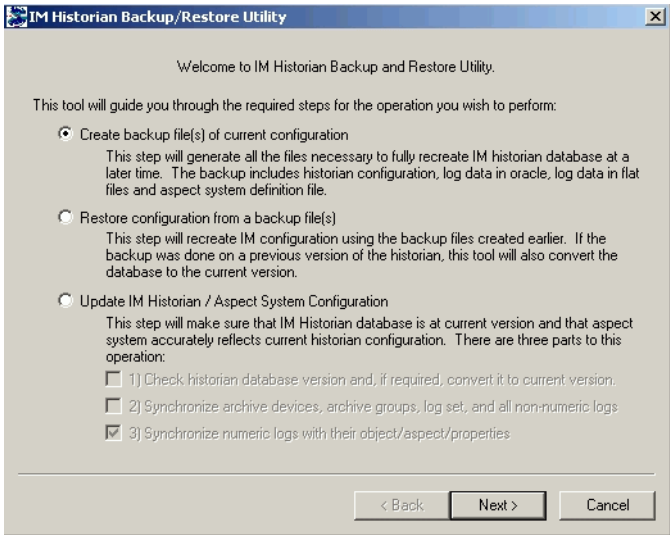 IM Historian Backup/Restore Utility
Welcome to IM Historian Backup and Restore Utility.
This tool will guide you through the required steps for the operation you wish to perform:
Create backup file(s) of current configuration
This step will generate all the files necessary to fully recreate IM historian database at a
later time. The backup includes historian configuration, log data in oracle, log data in flat
files and aspect system definition file.
Restore configuration from a backup file(s)
This step will recreate IM configuration using the backup files created earlier. If the
backup was done on a previous version of the historian, this tool will also convert the
database to the current version.
Update IM Historian / Aspect System Configuration
This step will make sure that IM Historian database is at current version and that aspect
system accurately reflects current historian configuration. There are three parts to this
operation:
1) Check historian database version and, if required, convert it to current version.
2) Synchronize archive devices, archive groups, log set, and all non-numeric logs
3) Synchronize numeric logs with their object/aspect/properties
< Back Next > Cancel